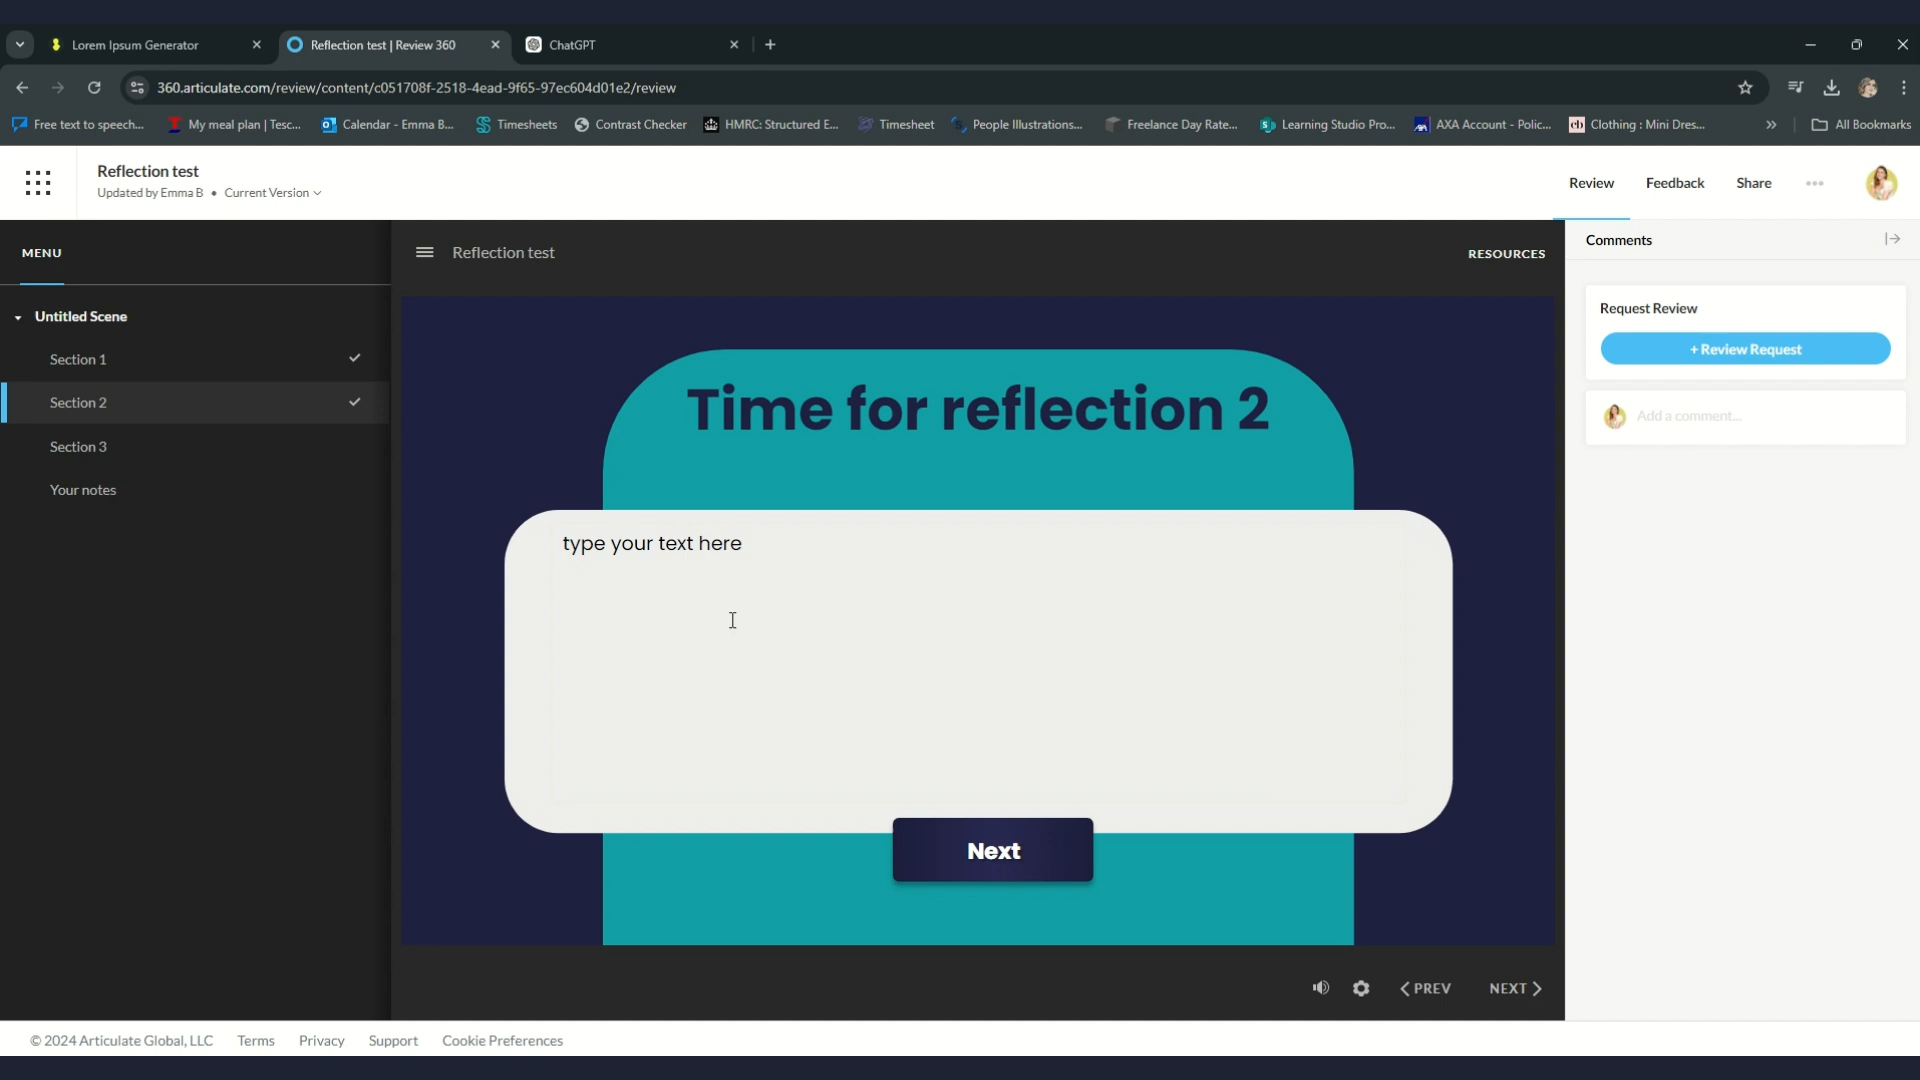 Lorem Ipsum Generator
Reflection test | Review 360
ChatGPT
360.articulate.com/review/content/c051708f-2518-4ead-9f65-97ec604d01e2/review
Free text to speech...
My meal plan | Tesc...
Calendar - Emma B...
Timesheets
Contrast Checker
HMRC: Structured E...
Timesheet
People Illustrations...
Freelance Day Rate...
Learning Studio Pro...
AXA Account - Polic...
Clothing : Mini Dres...
All Bookmarks
Reflection test
Updated by Emma B • Current Version
Review
Feedback
Share
MENU
Reflection test
RESOURCES
Comments
Untitled Scene
Section 1
Section 2
Section 3
Your notes
Time for reflection 2
type your text here
Next
Request Review
+ Review Request
Add a comment...
PREV
NEXT
© 2024 Articulate Global, LLC
Terms
Privacy
Support
Cookie Preferences